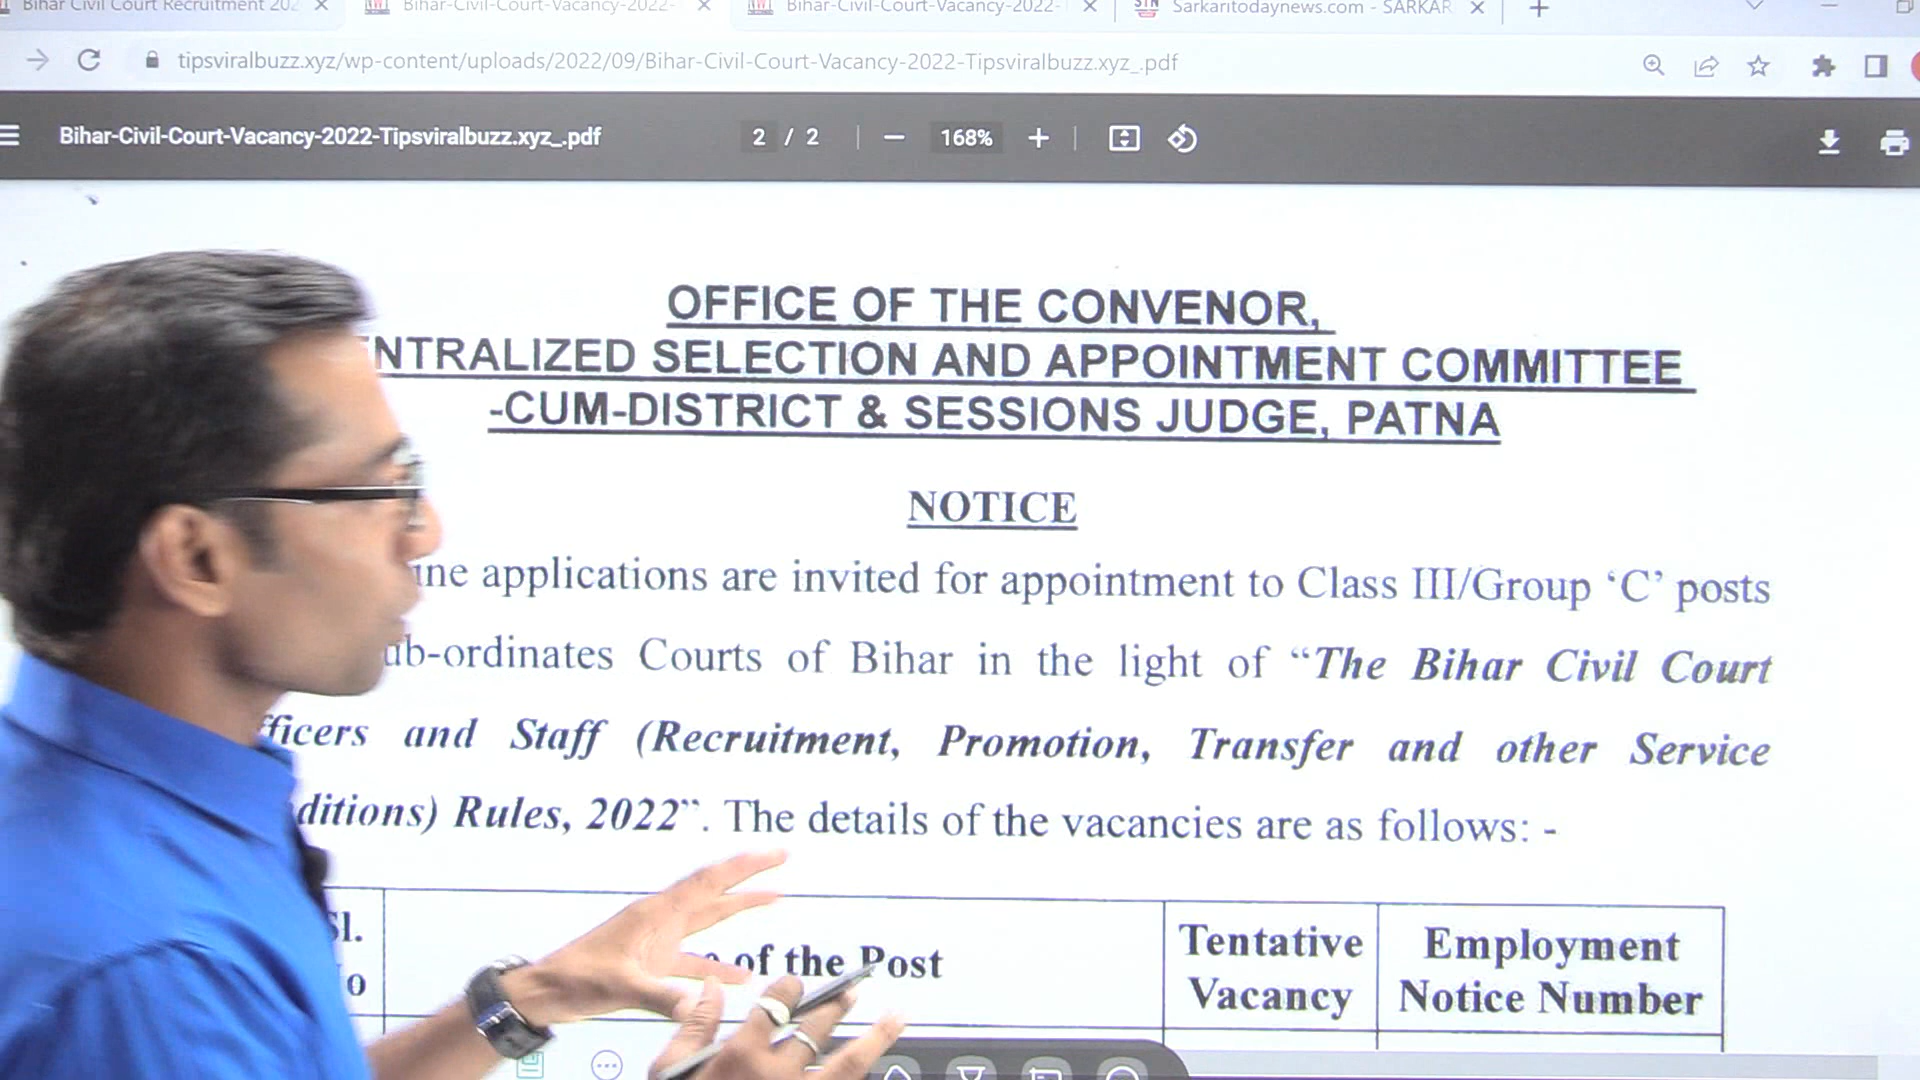 Bihar Civil Court Recruitment 202
Bihar-Civil-Court-Vacancy-2022-
Bihar-Civil-Court-Vacancy-2022-
Sarkaritodaynews.com - SARKAR
tipsviralbuzz.xyz/wp-content/uploads/2022/09/Bihar-Civil-Court-Vacancy-2022-Tipsviralbuzz.xyz_.pdf
Bihar-Civil-Court-Vacancy-2022-Tipsviralbuzz.xyz_.pdf
2 / 2
168%
OFFICE OF THE CONVENOR,
NTRALIZED SELECTION AND APPOINTMENT COMMITTEE
-CUM-DISTRICT & SESSIONS JUDGE, PATNA
NOTICE
ine applications are invited for appointment to Class III/Group ‘C’ posts
ub-ordinates Courts of Bihar in the light of “The Bihar Civil Court
fficers and Staff (Recruitment, Promotion, Transfer and other Service
ditions) Rules, 2022”. The details of the vacancies are as follows: -
Sl.
o
of the Post
Tentative
Vacancy
Employment
Notice Number